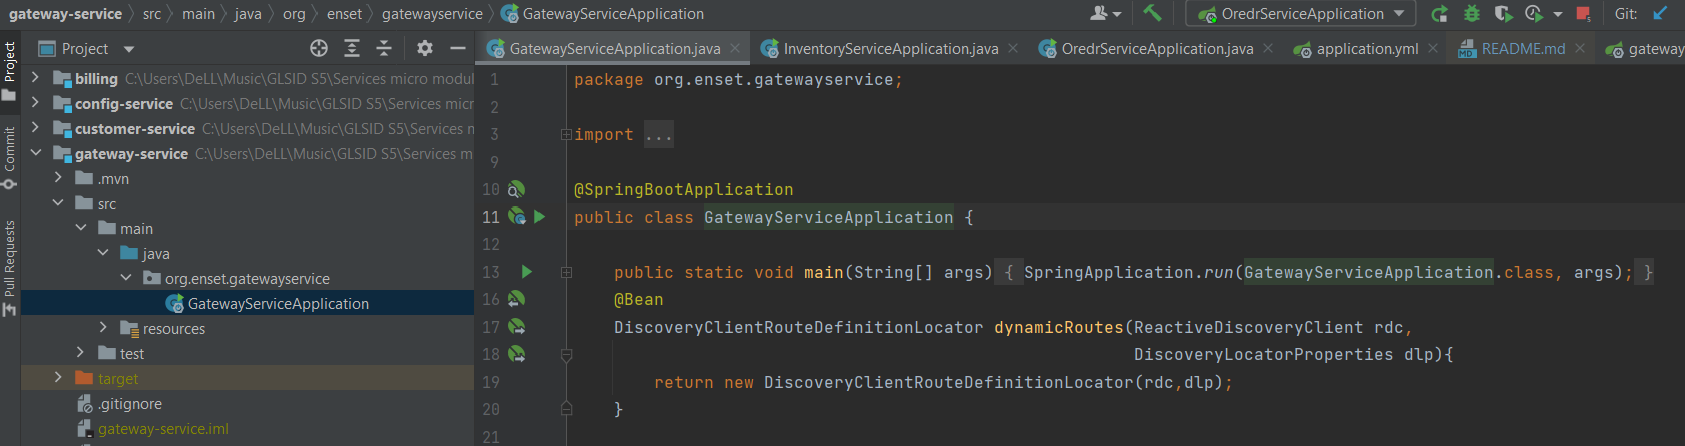 gateway-service › src › main › java › org › enset › gatewayservice › GatewayServiceApplication
OredrServiceApplication
Git:
Project
GatewayServiceApplication.java
InventoryServiceApplication.java
OredrServiceApplication.java
application.yml
README.md
gateway
Project
Commit
Pull Requests
billing C:\Users\DeLL\Music\GLSID S5\Services micro modul
config-service C:\Users\DeLL\Music\GLSID S5\Services micr
customer-service C:\Users\DeLL\Music\GLSID S5\Services m
gateway-service C:\Users\DeLL\Music\GLSID S5\Services m
.mvn
src
main
java
org.enset.gatewayservice
GatewayServiceApplication
resources
test
target
.gitignore
gateway-service.iml
1 package org.enset.gatewayservice;
2
3 import ...
9
10 @SpringBootApplication
11 public class GatewayServiceApplication {
12
13 public static void main(String[] args) { SpringApplication.run(GatewayServiceApplication.class, args); }
16 @Bean
17 DiscoveryClientRouteDefinitionLocator dynamicRoutes(ReactiveDiscoveryClient rdc,
18 DiscoveryLocatorProperties dlp){
19 return new DiscoveryClientRouteDefinitionLocator(rdc,dlp);
20 }
21